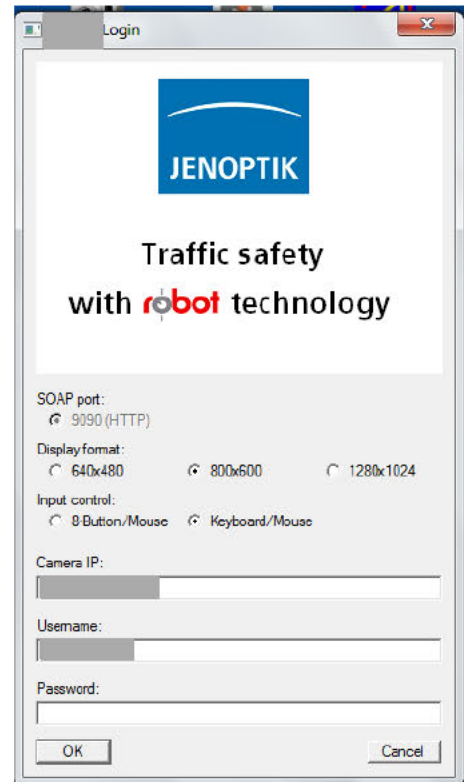 Login
JENOPTIK
Traffic safety
with robot technology
SOAP port:
9090 (HTTP)
Display format:
640x480 800x600 1280x1024
Input control:
8-Button/Mouse Keyboard/Mouse
Camera IP:
Username:
Password:
OK Cancel